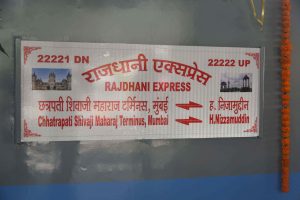 22221 DN 22222 UP
राजधानी एक्सप्रेस
RAJDHANI EXPRESS
छत्रपती शिवाजी महाराज टर्मिनस, मुंबई ह. निजामुद्दीन
Chhatrapati Shivaji Maharaj Terminus, Mumbai H.Nizzamuddin